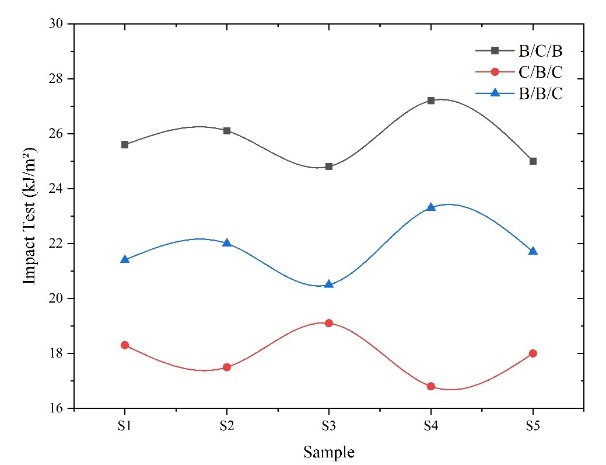 30
28
26
24
22
20
18
16
Impact Test (kJ/m²)
B/C/B
C/B/C
B/B/C
S1 S2 S3 S4 S5
Sample